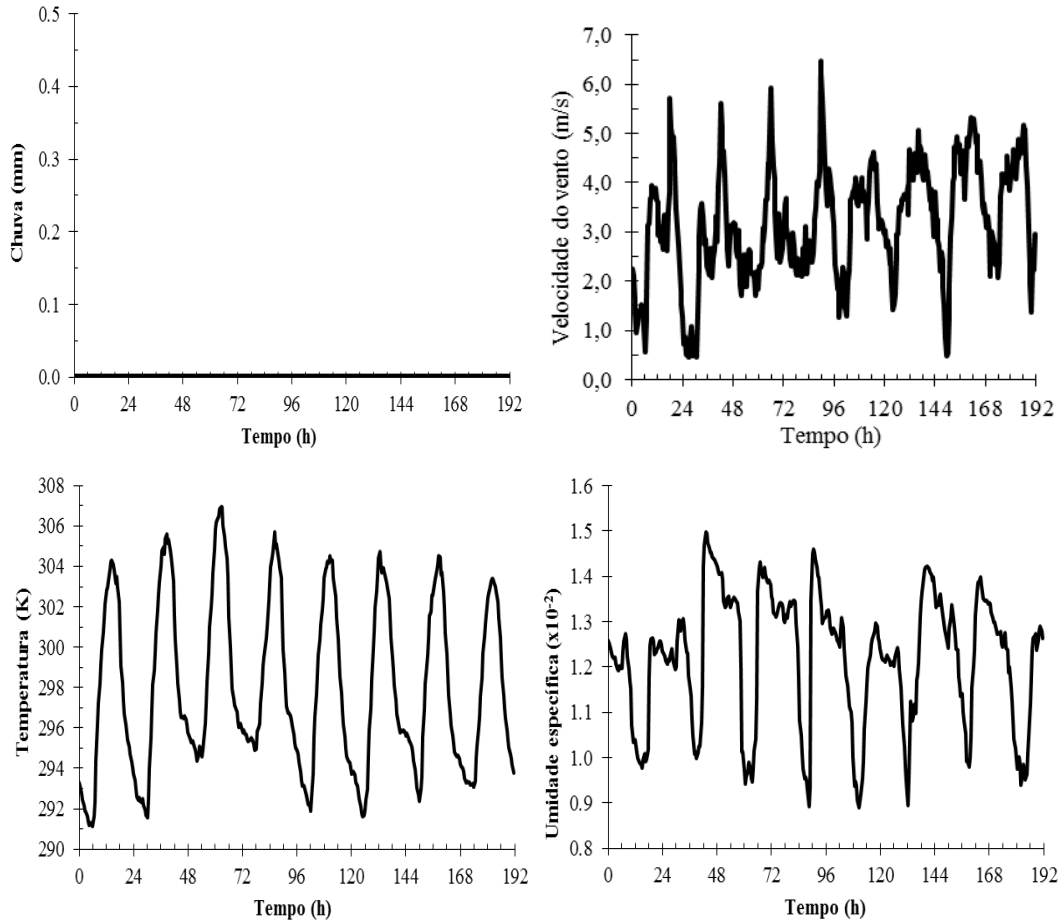 0.5
0.4
0.3
0.2
0.1
0.0
Chuva (mm)
0 24 48 72 96 120 144 168 192
Tempo (h)
7,0
6,0
5,0
4,0
3,0
2,0
1,0
0,0
Velocidade do vento (m/s)
0 24 48 72 96 120 144 168 192
Tempo (h)
308
306
304
302
300
298
296
294
292
290
Temperatura (K)
0 24 48 72 96 120 144 168 192
Tempo (h)
1.6
1.5
1.4
1.3
1.2
1.1
1.0
0.9
0.8
Umidade específica (x10⁻²)
0 24 48 72 96 120 144 168 192
Tempo (h)